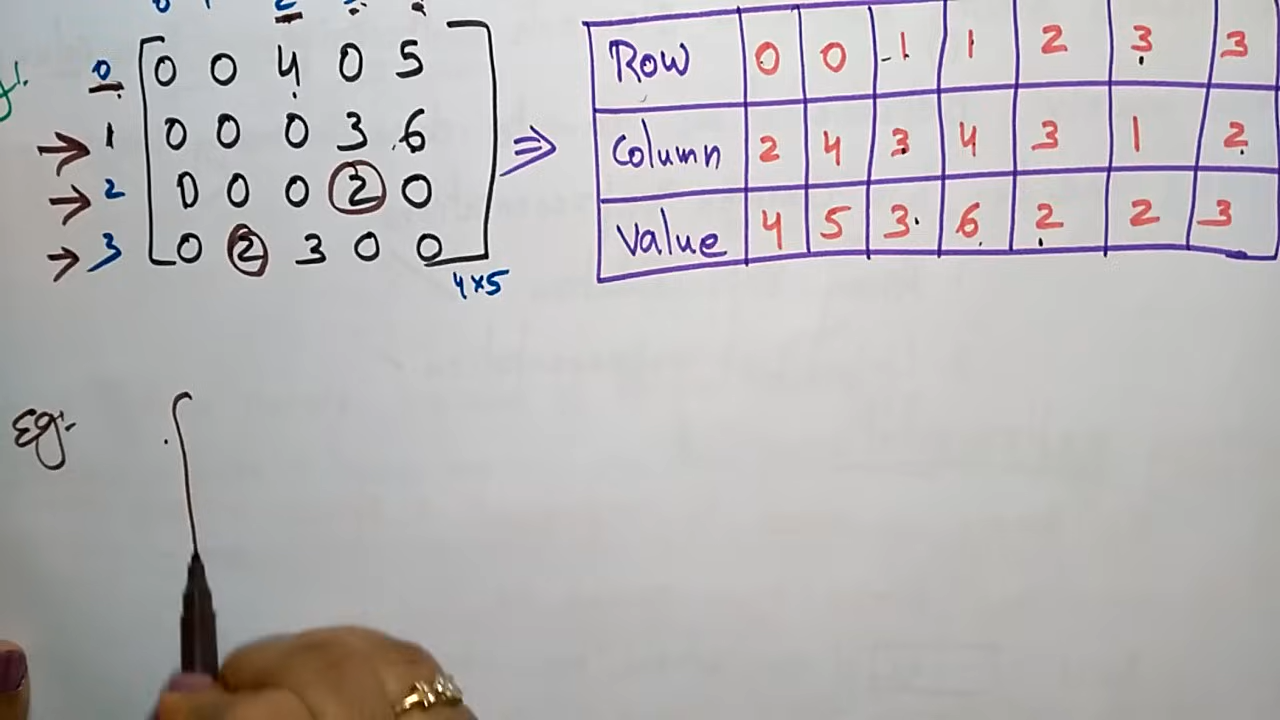 0 0 0 4 0 5
1 0 0 0 3 6
2 0 0 0 2 0
3 0 2 3 0 0
4×5
⇒
Row 0 0 1 1 2 3 3
Column 2 4 3 4 3 1 2
Value 4 5 3 6 2 2 3
Eg:-